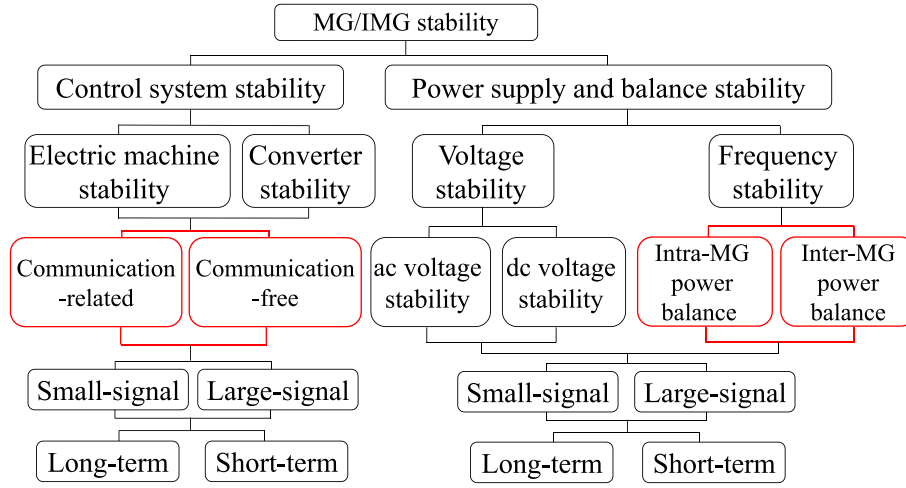 MG/IMG stability
Control system stability
Power supply and balance stability
Electric machine
stability
Converter
stability
Voltage
stability
Frequency
stability
Communication
-related
Communication
-free
ac voltage
stability
dc voltage
stability
Intra-MG
power
balance
Inter-MG
power
balance
Small-signal
Large-signal
Small-signal
Large-signal
Long-term
Short-term
Long-term
Short-term